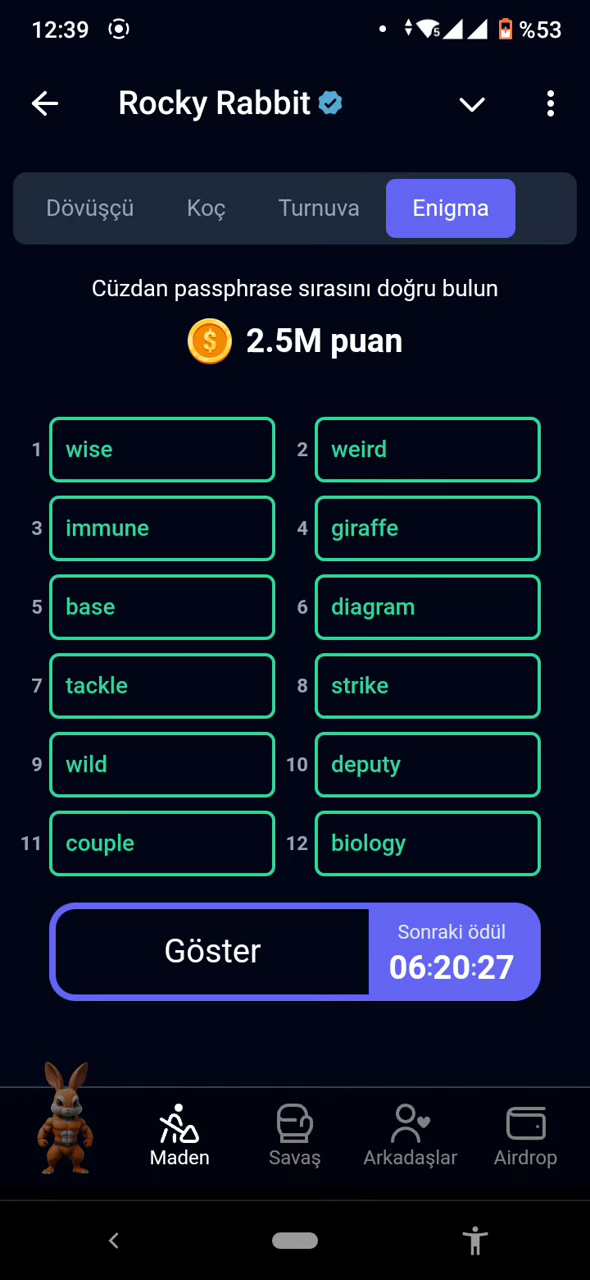 12:39 5 %53
Rocky Rabbit
Dövüşçü Koç Turnuva Enigma
Cüzdan passphrase sırasını doğru bulun
$ 2.5M puan
1 wise 2 weird
3 immune 4 giraffe
5 base 6 diagram
7 tackle 8 strike
9 wild 10 deputy
11 couple 12 biology
Göster
Sonraki ödül
06:20:27
Maden Savaş Arkadaşlar Airdrop